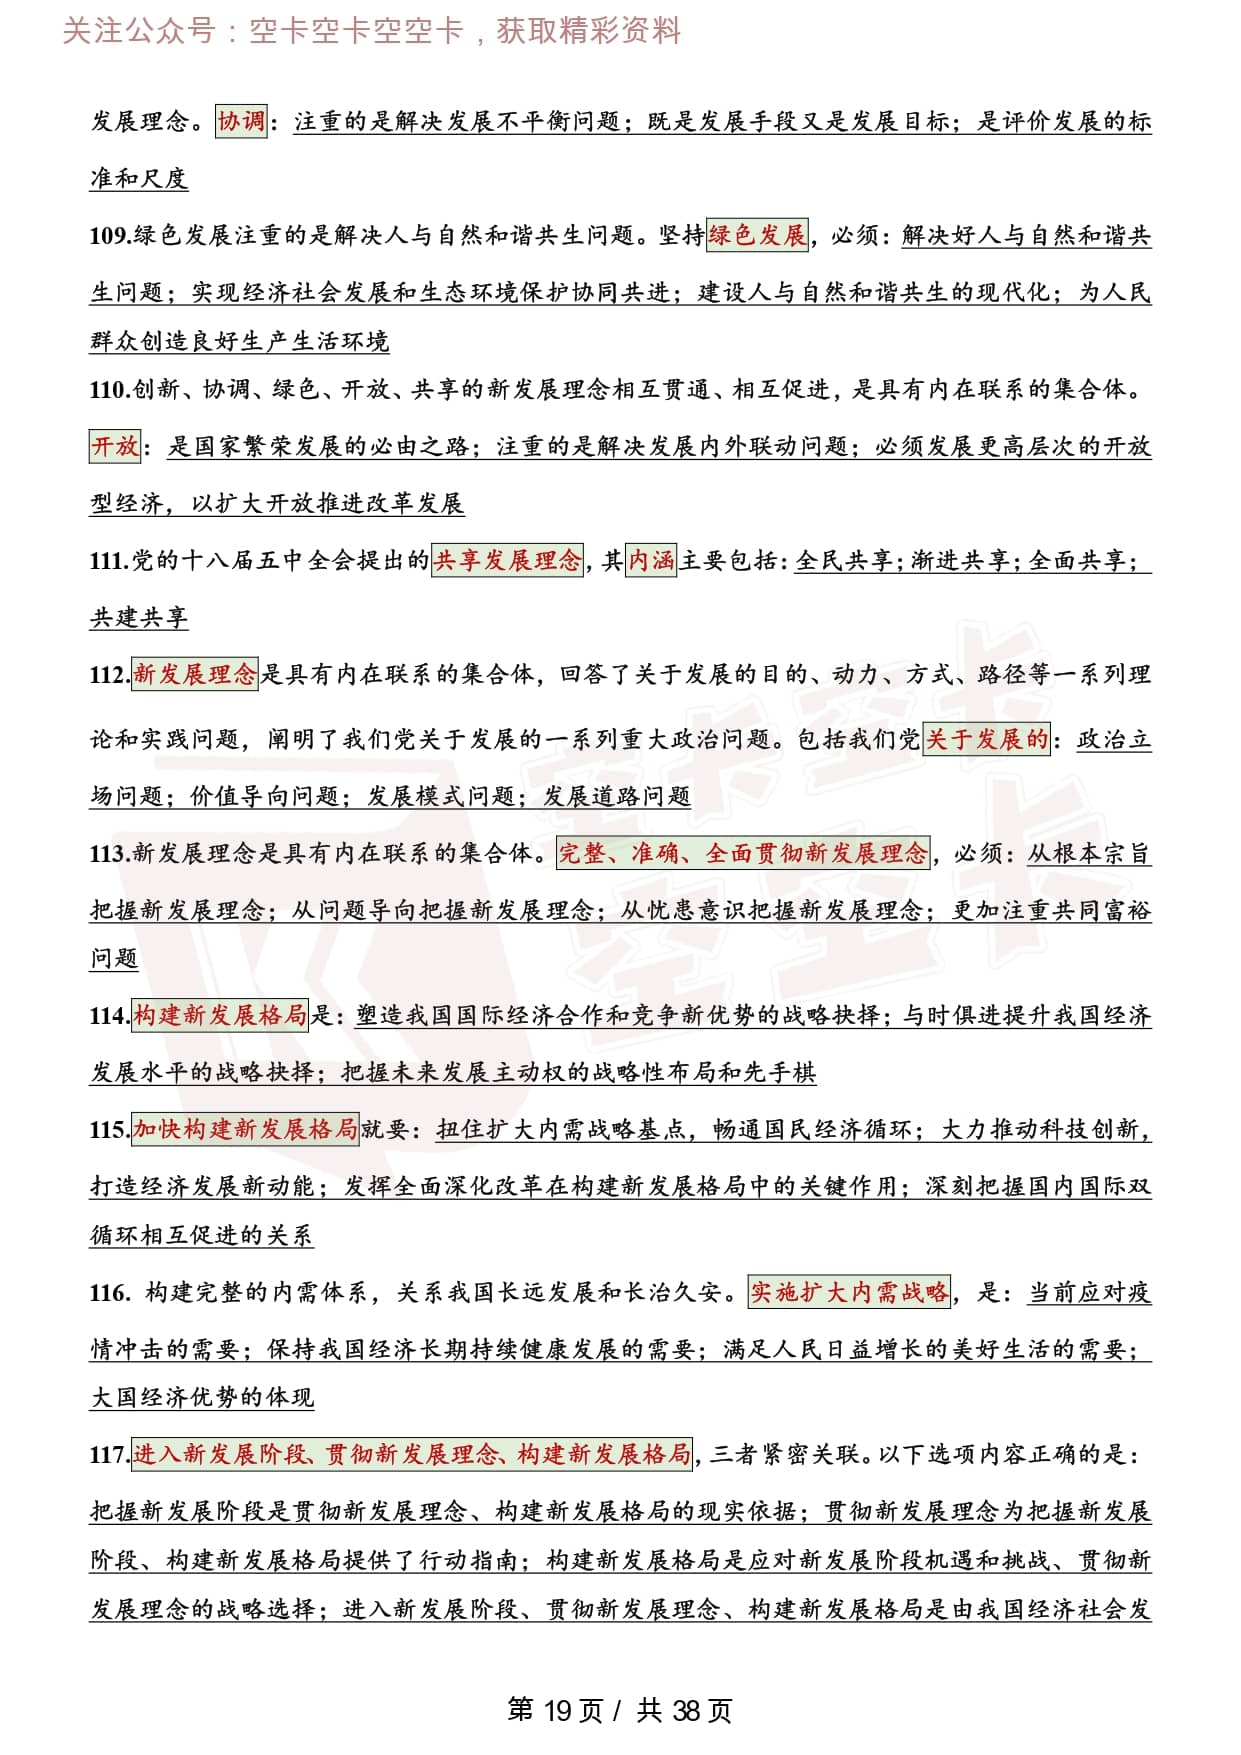 关注公众号：空卡空卡空空卡，获取精彩资料
发展理念。协调：注重的是解决发展不平衡问题；既是发展手段又是发展目标；是评价发展的标
准和尺度
109.绿色发展注重的是解决人与自然和谐共生问题。坚持绿色发展，必须：解决好人与自然和谐共
生问题；实现经济社会发展和生态环境保护协同共进；建设人与自然和谐共生的现代化；为人民
群众创造良好生产生活环境
110.创新、协调、绿色、开放、共享的新发展理念相互贯通、相互促进，是具有内在联系的集合体。
开放：是国家繁荣发展的必由之路；注重的是解决发展内外联动问题；必须发展更高层次的开放
型经济，以扩大开放推进改革发展
111.党的十八届五中全会提出的共享发展理念，其内涵主要包括：全民共享；渐进共享；全面共享；
共建共享
112.新发展理念是具有内在联系的集合体，回答了关于发展的目的、动力、方式、路径等一系列理
论和实践问题，阐明了我们党关于发展的一系列重大政治问题。包括我们党关于发展的：政治立
场问题；价值导向问题；发展模式问题；发展道路问题
113.新发展理念是具有内在联系的集合体。完整、准确、全面贯彻新发展理念，必须：从根本宗旨
把握新发展理念；从问题导向把握新发展理念；从忧患意识把握新发展理念；更加注重共同富裕
问题
114.构建新发展格局是：塑造我国国际经济合作和竞争新优势的战略抉择；与时俱进提升我国经济
发展水平的战略抉择；把握未来发展主动权的战略性布局和先手棋
115.加快构建新发展格局就要：扭住扩大内需战略基点，畅通国民经济循环；大力推动科技创新，
打造经济发展新动能；发挥全面深化改革在构建新发展格局中的关键作用；深刻把握国内国际双
循环相互促进的关系
116. 构建完整的内需体系，关系我国长远发展和长治久安。实施扩大内需战略，是：当前应对疫
情冲击的需要；保持我国经济长期持续健康发展的需要；满足人民日益增长的美好生活的需要；
大国经济优势的体现
117.进入新发展阶段、贯彻新发展理念、构建新发展格局，三者紧密关联。以下选项内容正确的是：
把握新发展阶段是贯彻新发展理念、构建新发展格局的现实依据；贯彻新发展理念为把握新发展
阶段、构建新发展格局提供了行动指南；构建新发展格局是应对新发展阶段机遇和挑战、贯彻新
发展理念的战略选择；进入新发展阶段、贯彻新发展理念、构建新发展格局是由我国经济社会发
空卡空卡
空空卡
第 19 页 / 共 38 页